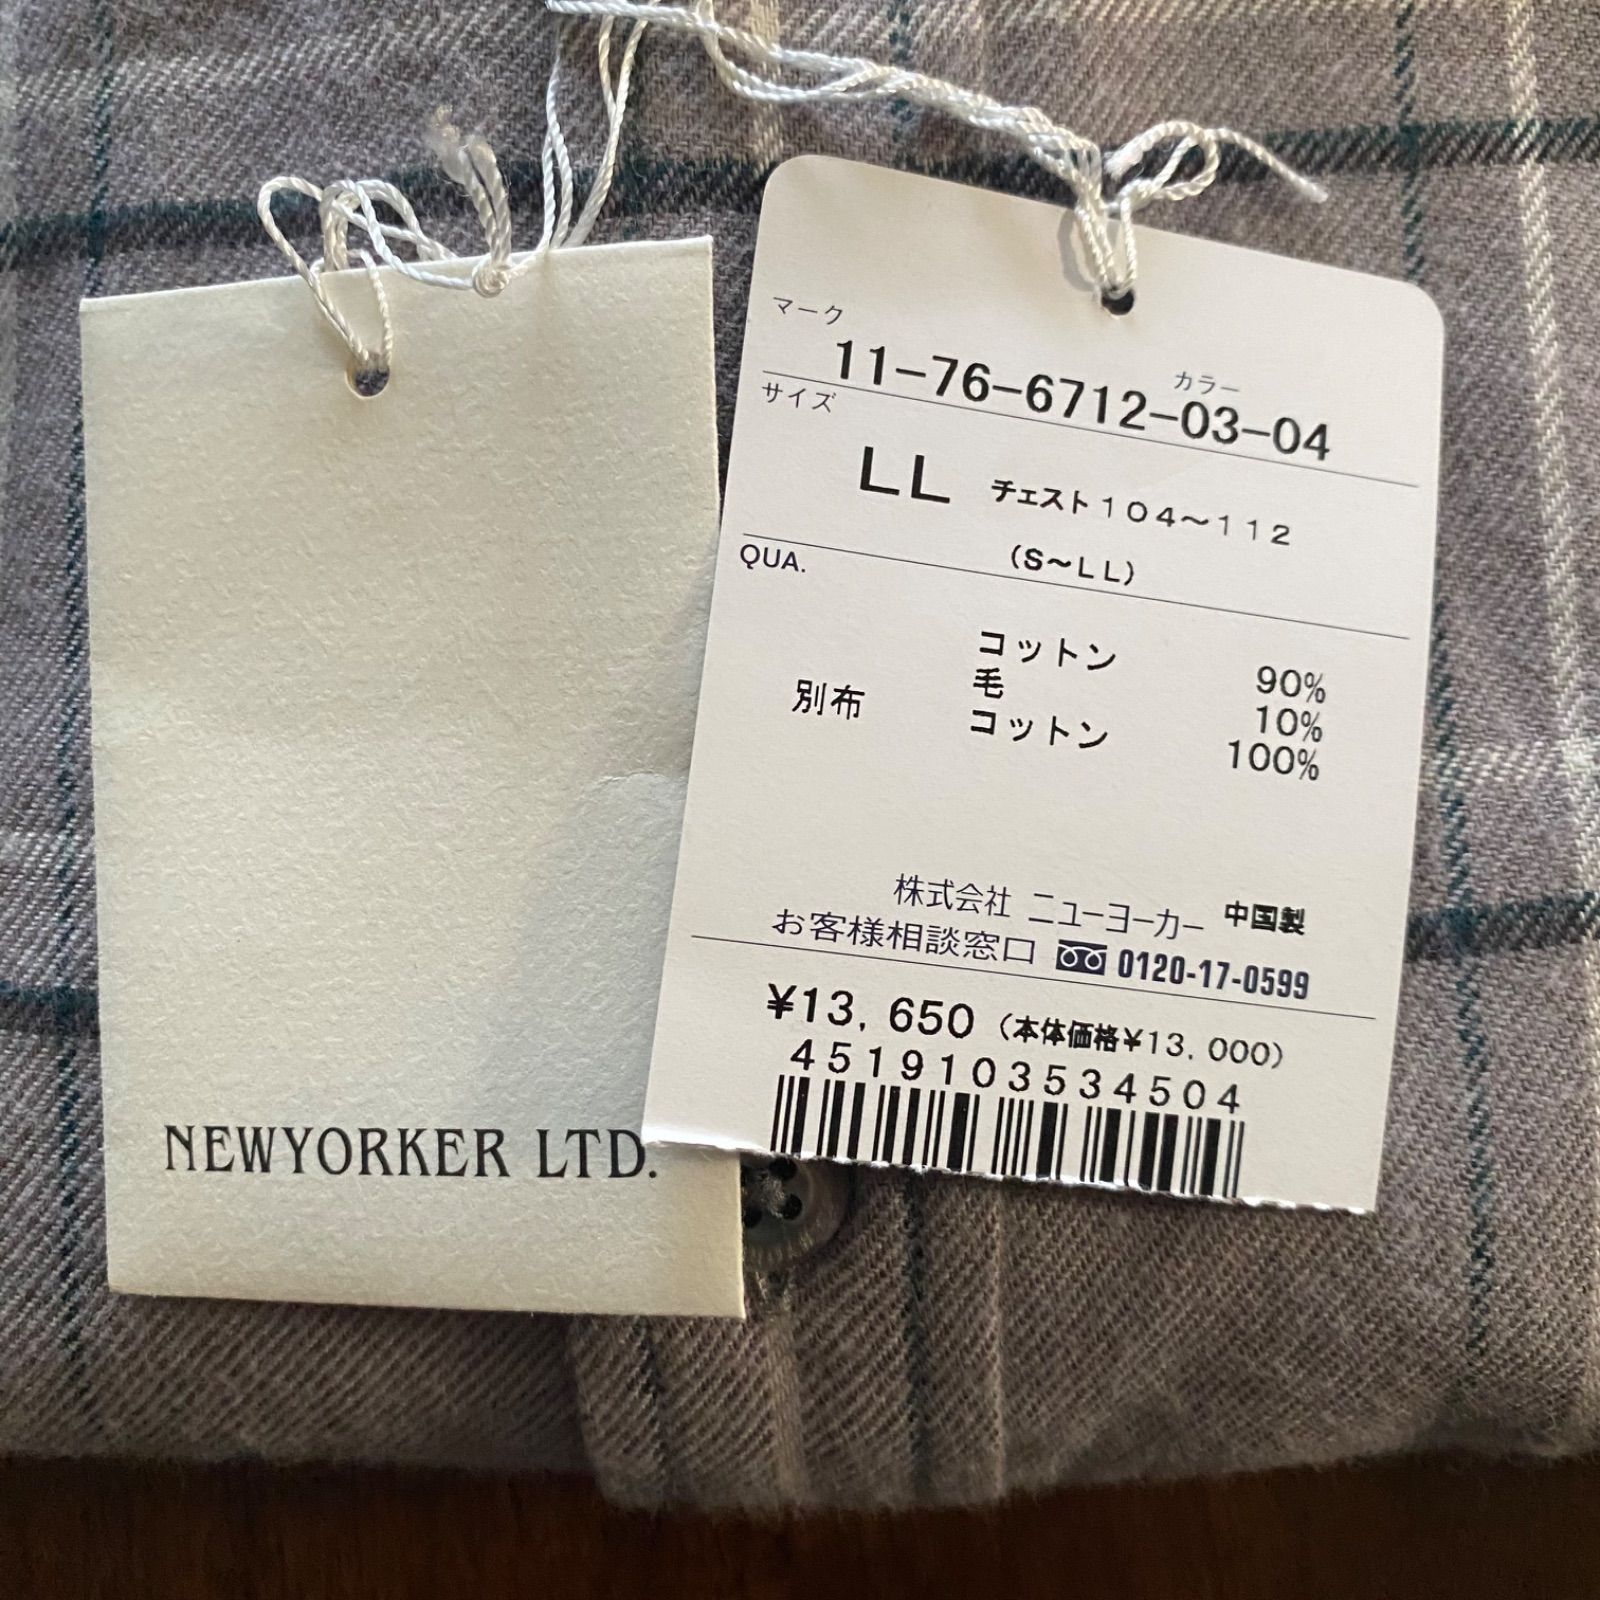 NEWYORKER LTD.
マーク
カラー
11-76-6712-03-04
サイズ
LL チェスト104~112
(S~LL)
QUA.
コットン 90%
毛 10%
別布 コットン 100%
株式会社 ニューヨーカー 中国製
お客様相談窓口 0120-17-0599
¥13,650 (本体価格¥13,000)
4519103534504